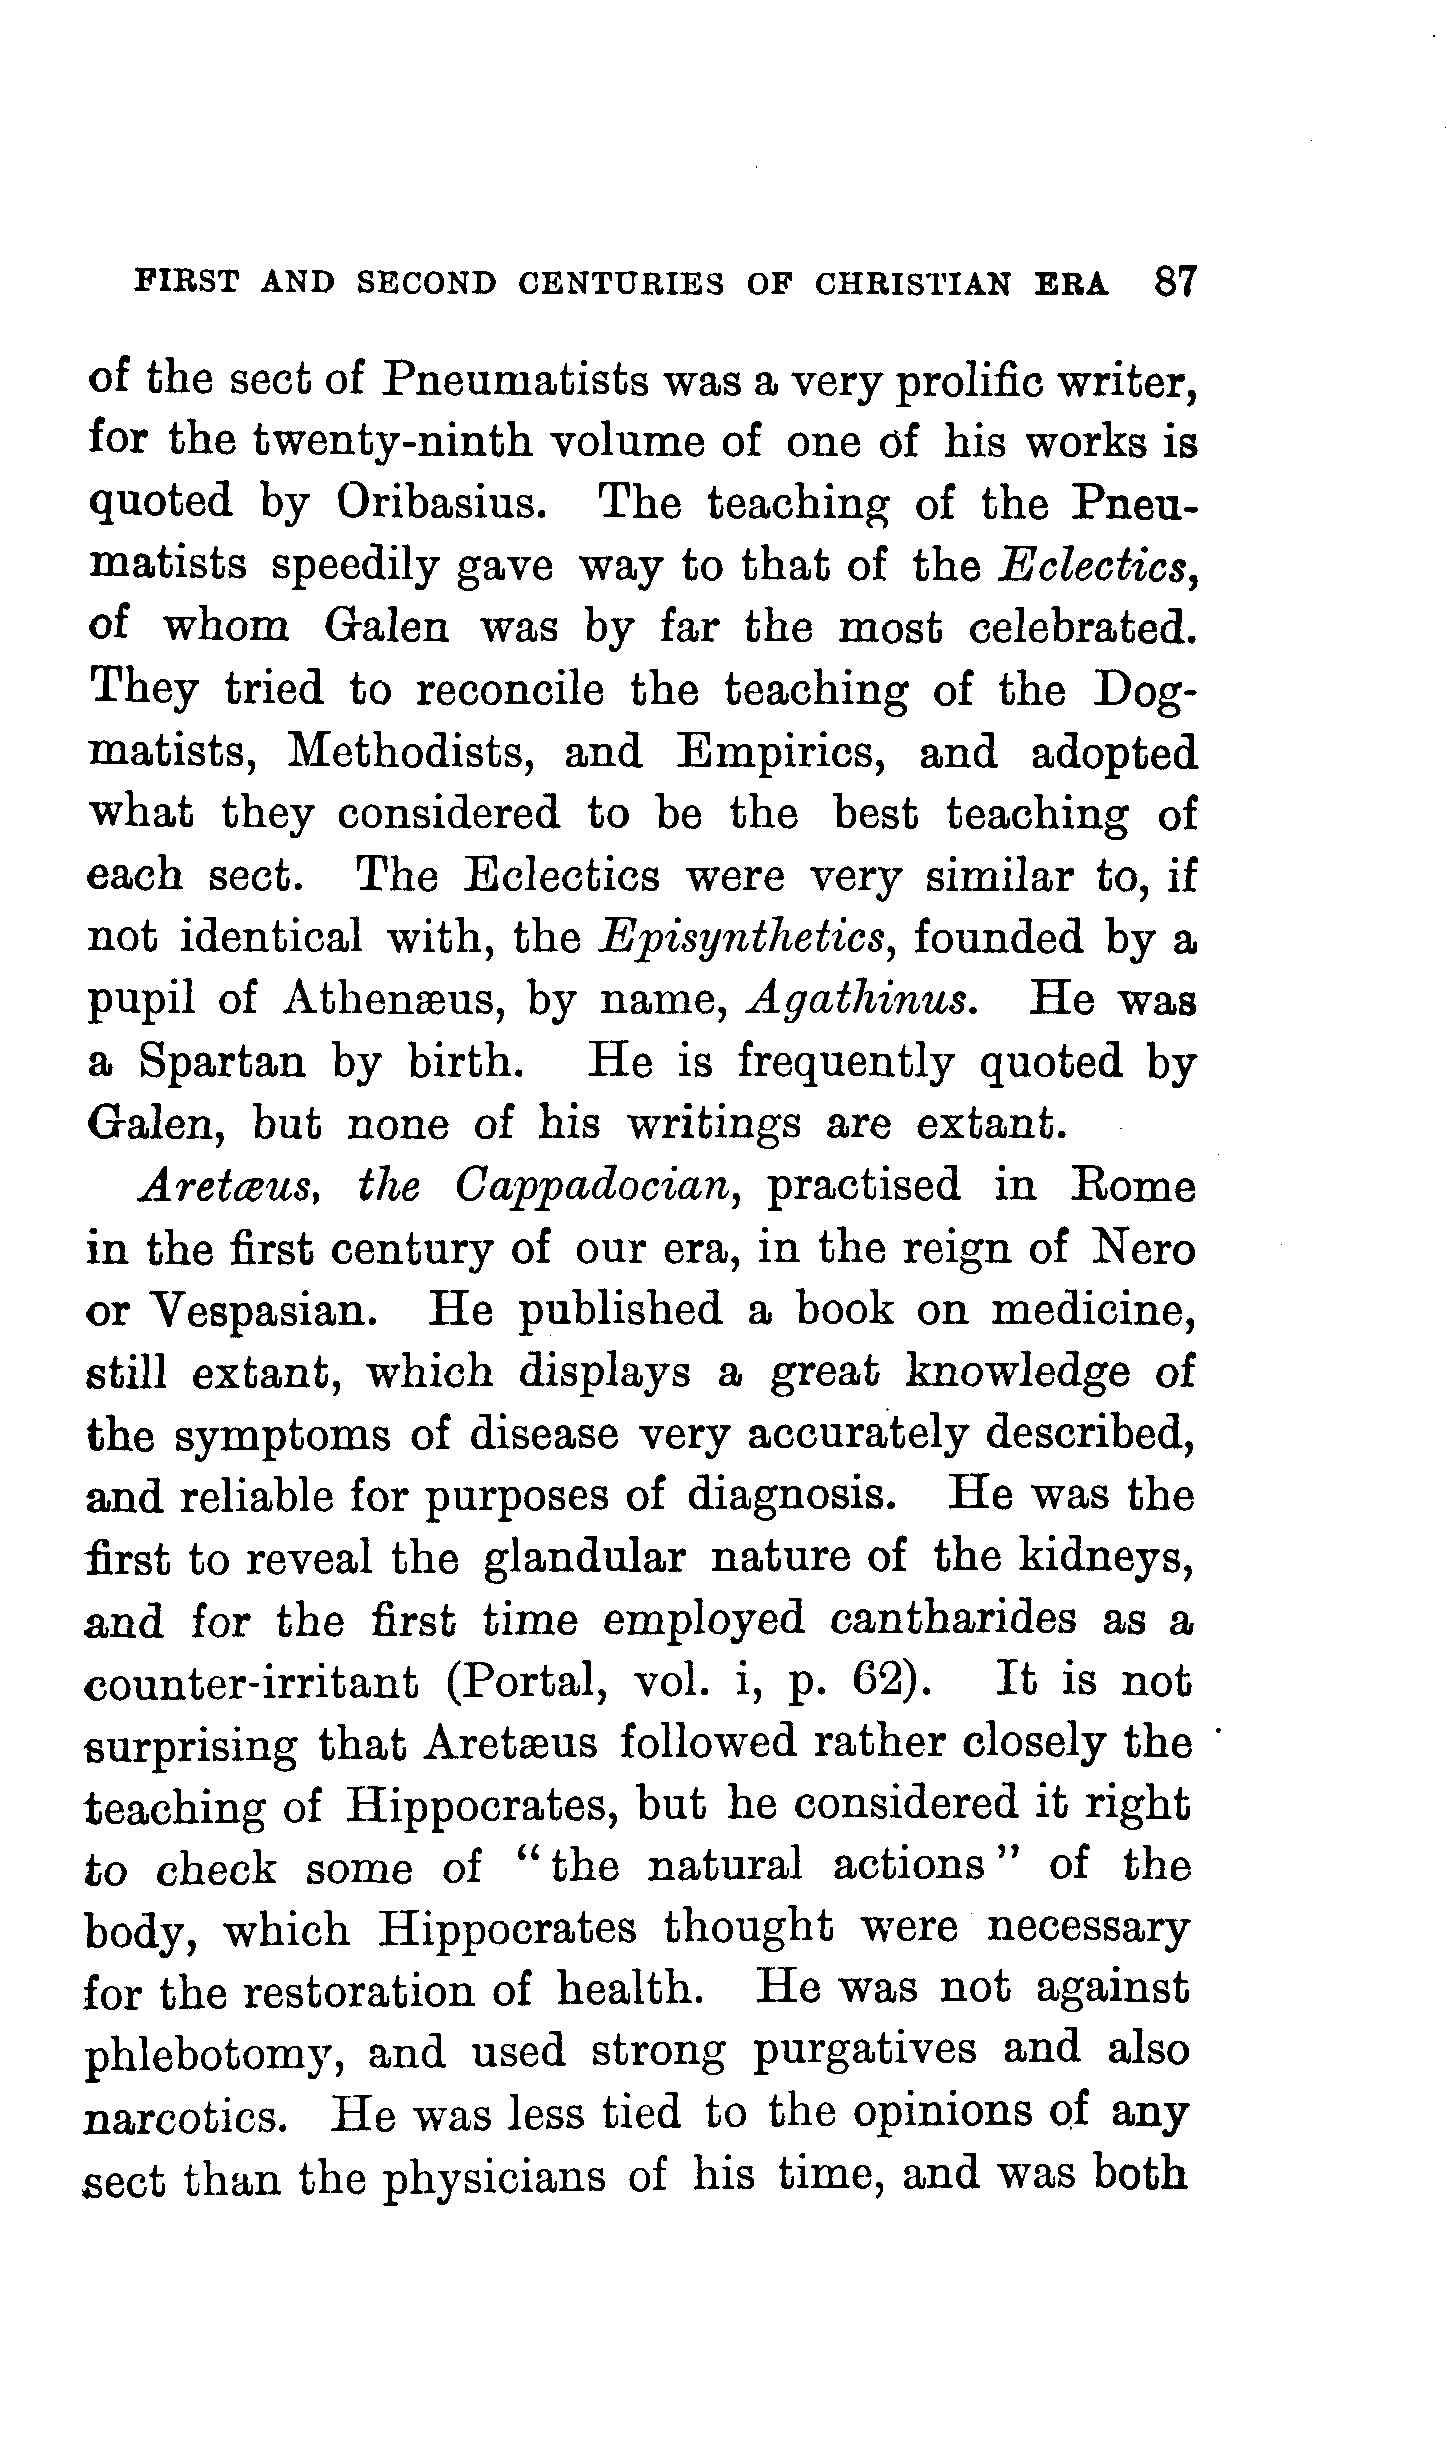 FIRST AND SECOND CENTURIES OF CHRISTIAN ERA 87
of the sect of Pneumatists was a very prolific writer,
for the twenty-ninth volume of one of his works is
quoted by Oribasius. The teaching of the Pneu-
matists speedily gave way to that of the Eclectics,
of whom Galen was by far the most celebrated.
They tried to reconcile the teaching of the Dog-
matists, Methodists, and Empirics, and adopted
what they considered to be the best teaching of
each sect. The Eclectics were very similar to, if
not identical with, the Episynthetics, founded by a
pupil of Athenæus, by name, Agathinus. He was
a Spartan by birth. He is frequently quoted by
Galen, but none of his writings are extant.
Aretæus, the Cappadocian, practised in Rome
in the first century of our era, in the reign of Nero
or Vespasian. He published a book on medicine,
still extant, which displays a great knowledge of
the symptoms of disease very accurately described,
and reliable for purposes of diagnosis. He was the
first to reveal the glandular nature of the kidneys,
and for the first time employed cantharides as a
counter-irritant (Portal, vol. i, p. 62). It is not
surprising that Aretæus followed rather closely the
teaching of Hippocrates, but he considered it right
to check some of “the natural actions” of the
body, which Hippocrates thought were necessary
for the restoration of health. He was not against
phlebotomy, and used strong purgatives and also
narcotics. He was less tied to the opinions of any
sect than the physicians of his time, and was both